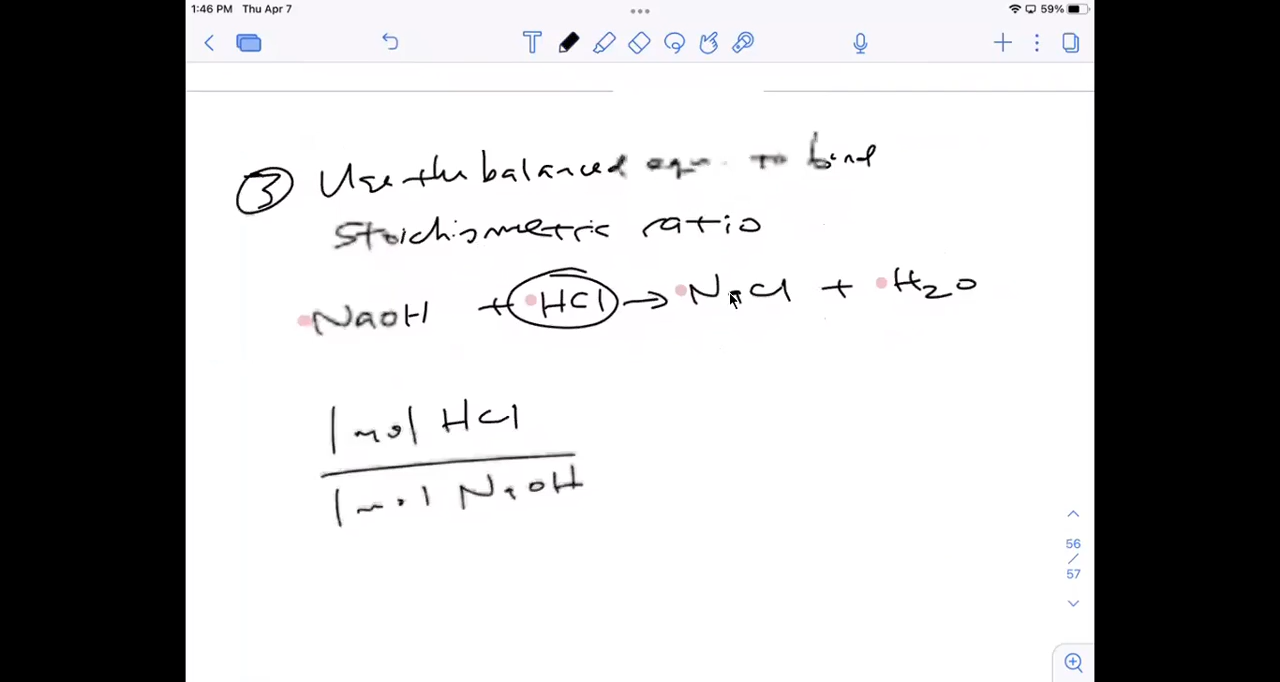 1:46 PM Thu Apr 7
59%
T
③ Use the balanced eqn. to find
Stoichiometric ratio
NaOH + HCl → NaCl + H2O
1 mol HCl
1 mol NaOH
56
/
57